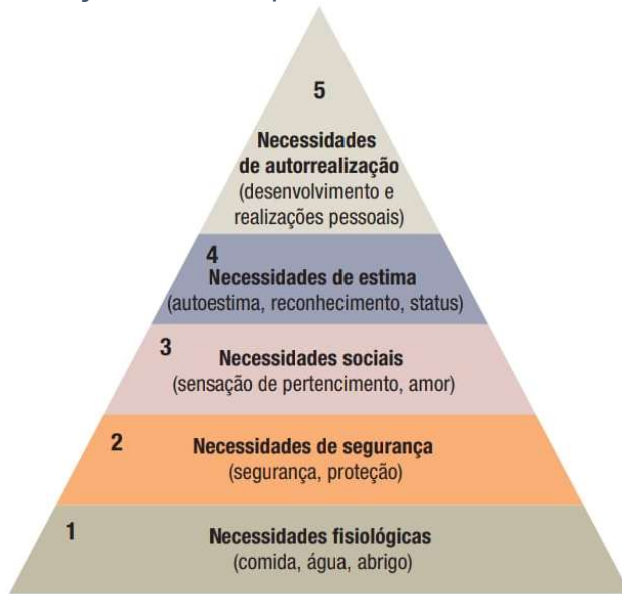 5
Necessidades
de autorrealização
(desenvolvimento e
realizações pessoais)
4
Necessidades de estima
(autoestima, reconhecimento, status)
3
Necessidades sociais
(sensação de pertencimento, amor)
2
Necessidades de segurança
(segurança, proteção)
1
Necessidades fisiológicas
(comida, água, abrigo)